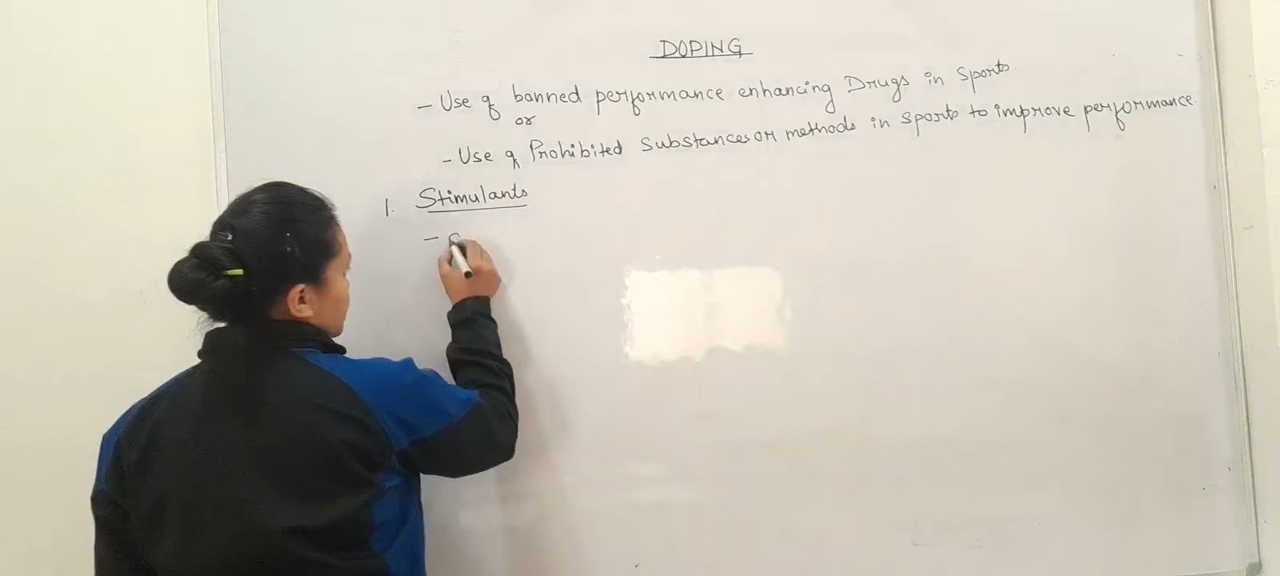 DOPING
- Use of banned performance enhancing Drugs in Sports.
or
- Use of Prohibited Substances or methods in Sports to improve performance.
1. Stimulants
-